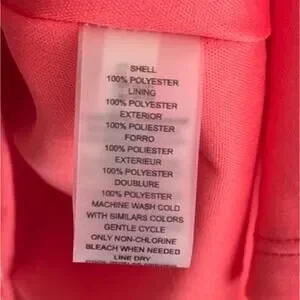 SHELL
100% POLYESTER
LINING
100% POLYESTER
EXTERIOR
100% POLIESTER
FORRO
100% POLIESTER
EXTERIEUR
100% POLYESTER
DOUBLURE
100% POLYESTER
MACHINE WASH COLD
WITH SIMILARS COLORS
GENTLE CYCLE
ONLY NON-CHLORINE
BLEACH WHEN NEEDED
LINE DRY